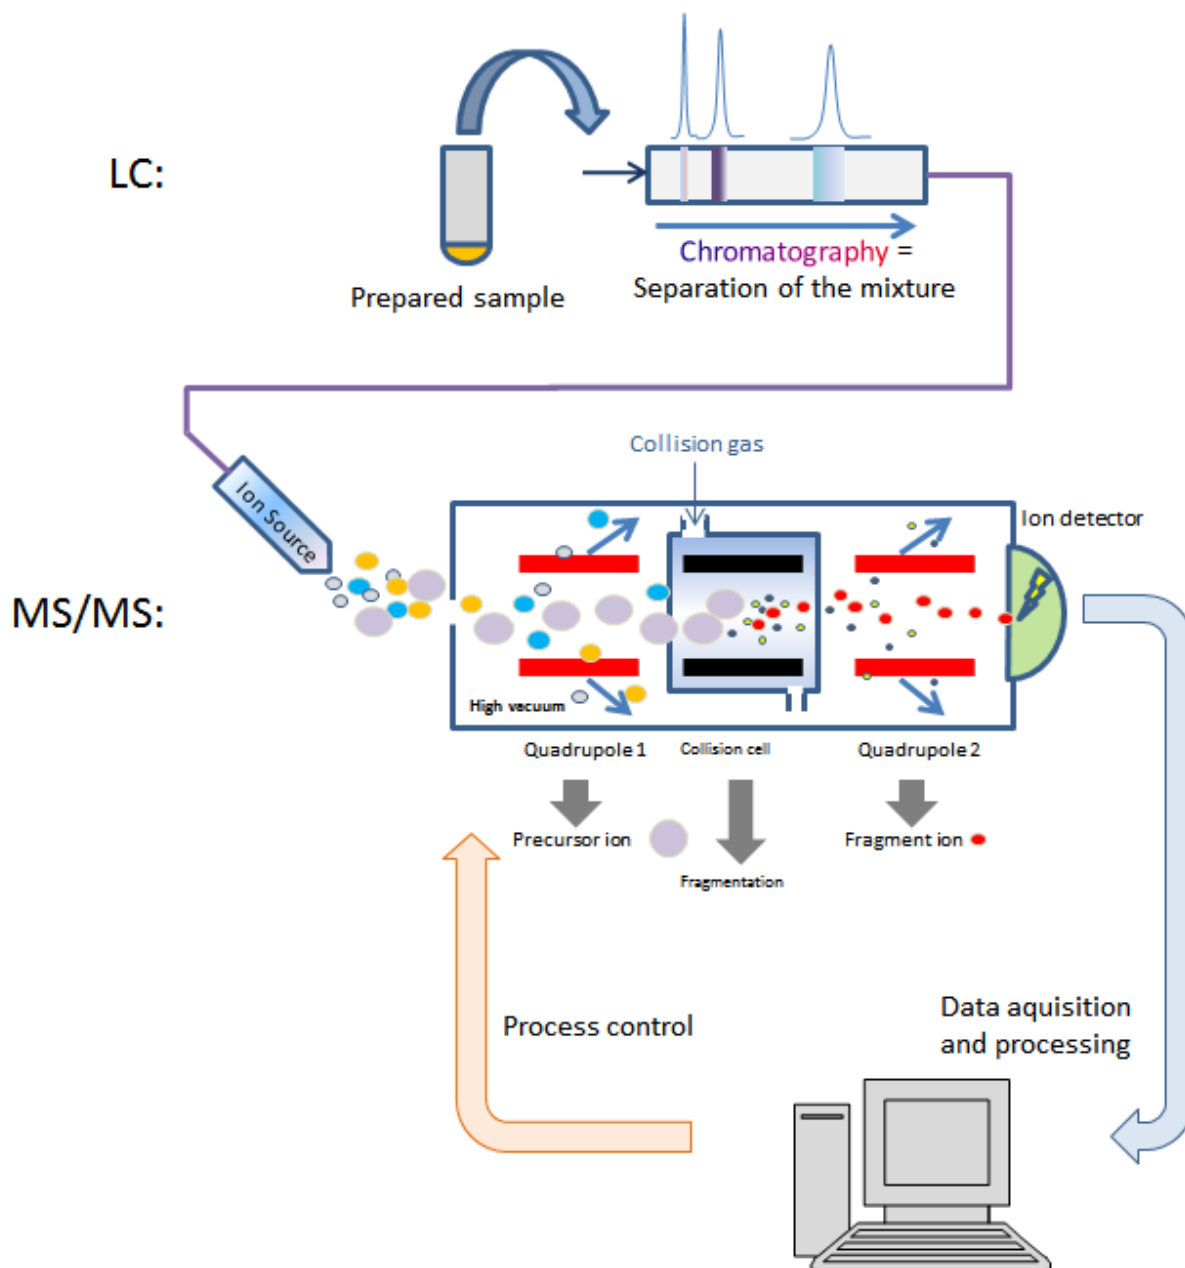 LC:
Prepared sample
Chromatography =
Separation of the mixture
Collision gas
Ion Source
Ion detector
MS/MS:
High vacuum
Quadrupole 1
Collision cell
Quadrupole 2
Precursor ion
Fragment ion
Fragmentation
Process control
Data aquisition
and processing